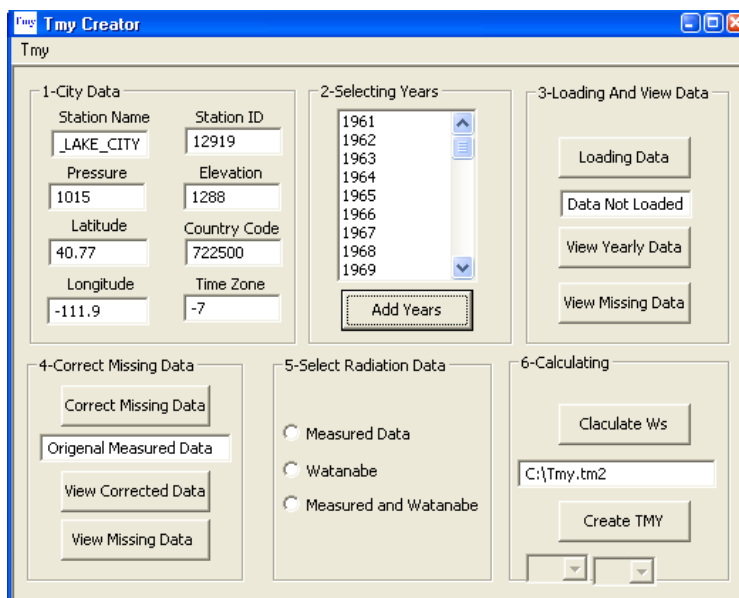 Tmy Tmy Creator
Tmy
1-City Data
Station Name Station ID
_LAKE_CITY 12919
Pressure Elevation
1015 1288
Latitude Country Code
40.77 722500
Longitude Time Zone
-111.9 -7
2-Selecting Years
1961
1962
1963
1964
1965
1966
1967
1968
1969
Add Years
3-Loading And View Data
Loading Data
Data Not Loaded
View Yearly Data
View Missing Data
4-Correct Missing Data
Correct Missing Data
Origenal Measured Data
View Corrected Data
View Missing Data
5-Select Radiation Data
Measured Data
Watanabe
Measured and Watanabe
6-Calculating
Claculate Ws
C:\Tmy.tm2
Create TMY